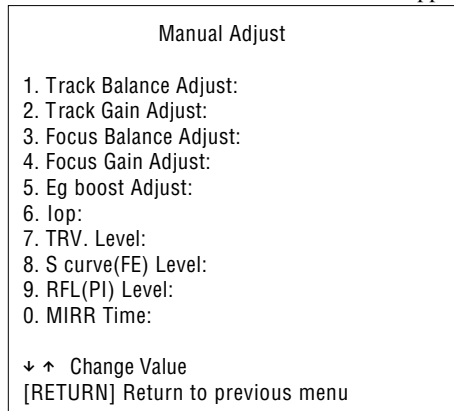 Manual Adjust
1. Track Balance Adjust:
2. Track Gain Adjust:
3. Focus Balance Adjust:
4. Focus Gain Adjust:
5. Eg boost Adjust:
6. Iop:
7. TRV. Level:
8. S curve(FE) Level:
9. RFL(PI) Level:
0. MIRR Time:
↓ ↑ Change Value
[RETURN] Return to previous menu